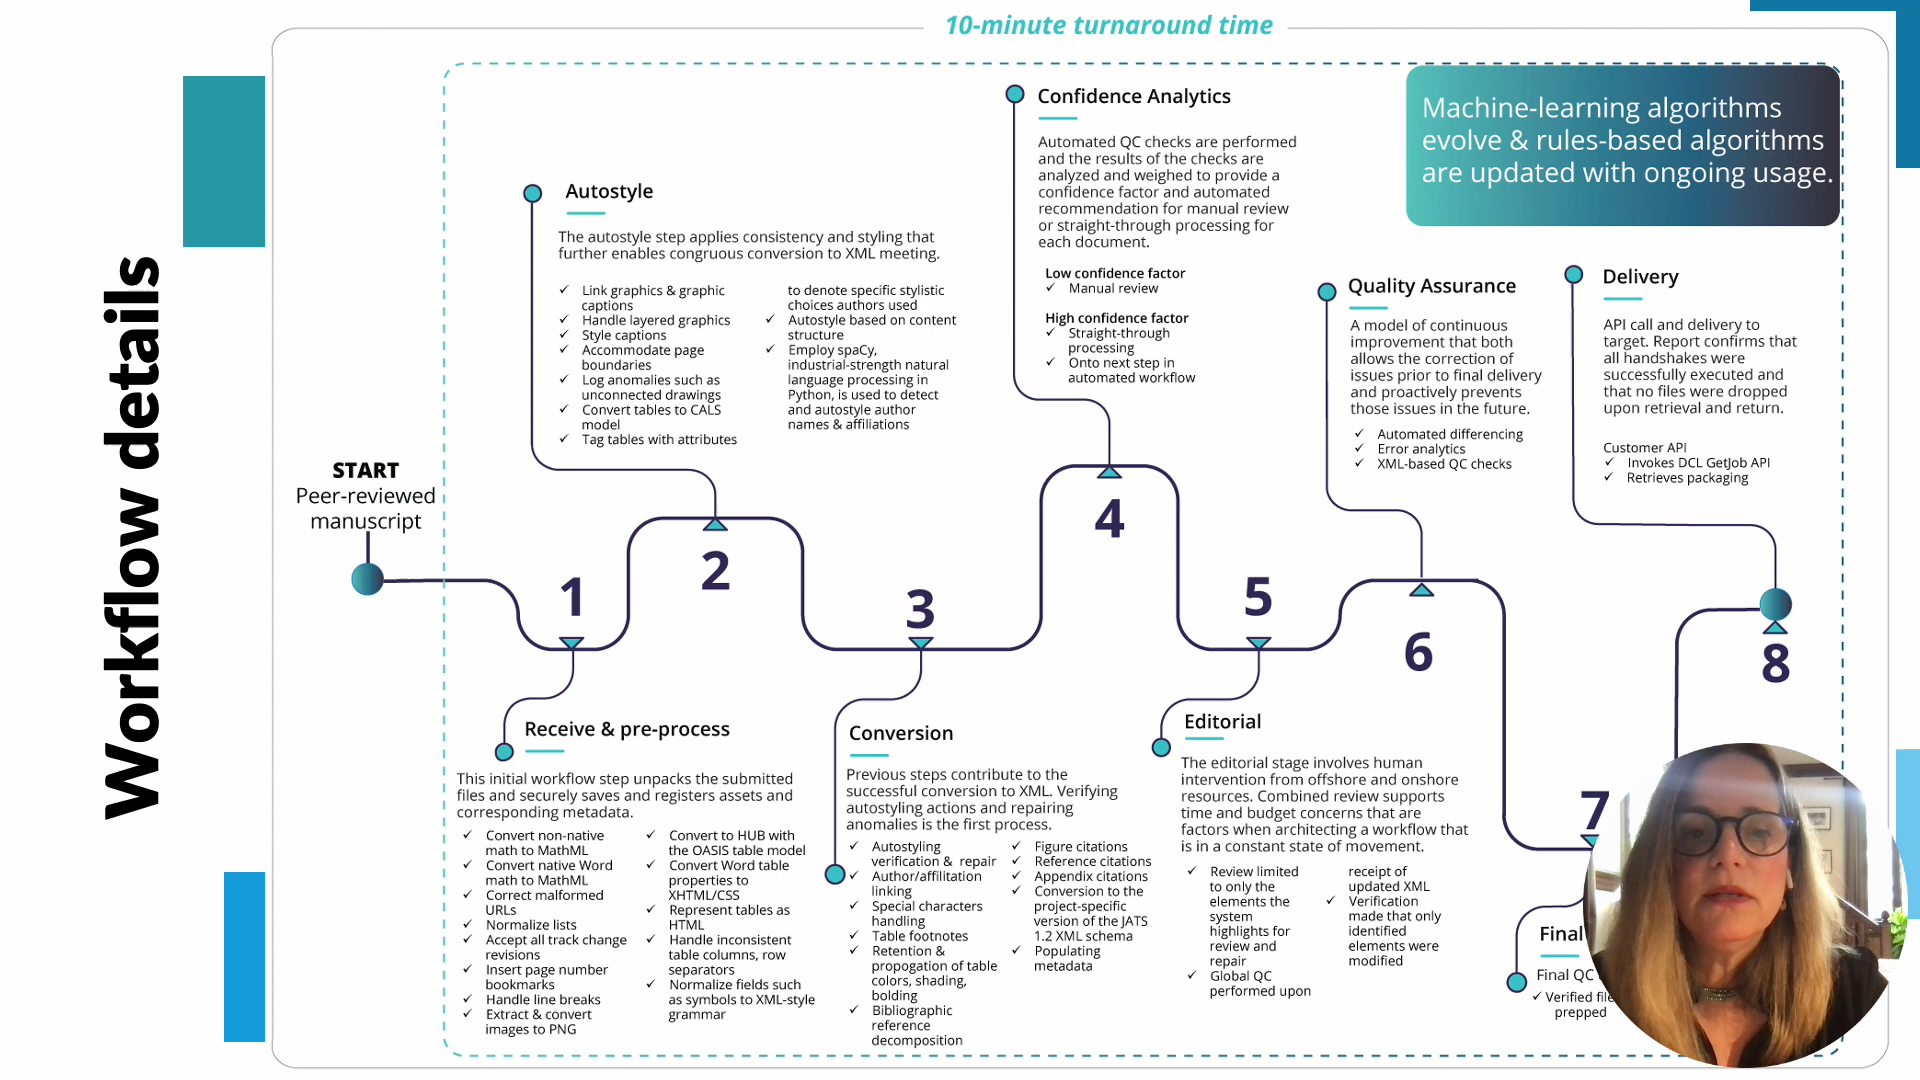 Workflow details
10-minute turnaround time
Machine-learning algorithms
evolve & rules-based algorithms
are updated with ongoing usage.
START
Peer-reviewed
manuscript
1
Receive & pre-process
This initial workflow step unpacks the submitted
files and securely saves and registers assets and
corresponding metadata.
✓ Convert non-native
math to MathML
✓ Convert native Word
math to MathML
✓ Correct malformed
URLs
✓ Normalize lists
✓ Accept all track change
revisions
✓ Insert page number
bookmarks
✓ Handle line breaks
✓ Extract & convert
images to PNG
✓ Convert to HUB with
the OASIS table model
✓ Convert Word table
properties to
XHTML/CSS
✓ Represent tables as
HTML
✓ Handle inconsistent
table columns, row
separators
✓ Normalize fields such
as symbols to XML-style
grammar
2
Autostyle
The autostyle step applies consistency and styling that
further enables congruous conversion to XML meeting.
✓ Link graphics & graphic
captions
✓ Handle layered graphics
✓ Style captions
✓ Accommodate page
boundaries
✓ Log anomalies such as
unconnected drawings
✓ Convert tables to CALS
model
✓ Tag tables with attributes
to denote specific stylistic
choices authors used
✓ Autostyle based on content
structure
✓ Employ spaCy,
industrial-strength natural
language processing in
Python, is used to detect
and autostyle author
names & affiliations
3
Conversion
Previous steps contribute to the
successful conversion to XML. Verifying
autostyling actions and repairing
anomalies is the first process.
✓ Autostyling
verification & repair
✓ Author/affilitation
linking
✓ Special characters
handling
✓ Table footnotes
✓ Retention &
propogation of table
colors, shading,
bolding
✓ Bibliographic
reference
decomposition
✓ Figure citations
✓ Reference citations
✓ Appendix citations
✓ Conversion to the
project-specific
version of the JATS
1.2 XML schema
✓ Populating
metadata
4
Confidence Analytics
Automated QC checks are performed
and the results of the checks are
analyzed and weighed to provide a
confidence factor and automated
recommendation for manual review
or straight-through processing for
each document.
Low confidence factor
✓ Manual review
High confidence factor
✓ Straight-through
processing
✓ Onto next step in
automated workflow
5
Editorial
The editorial stage involves human
intervention from offshore and onshore
resources. Combined review supports
time and budget concerns that are
factors when architecting a workflow that
is in a constant state of movement.
✓ Review limited
to only the
elements the
system
highlights for
review and
repair
✓ Global QC
performed upon
receipt of
updated XML
✓ Verification
made that only
identified
elements were
modified
6
Quality Assurance
A model of continuous
improvement that both
allows the correction of
issues prior to final delivery
and proactively prevents
those issues in the future.
✓ Automated differencing
✓ Error analytics
✓ XML-based QC checks
7
Final
Final QC
✓ Verified
prepped
8
Delivery
API call and delivery to
target. Report confirms that
all handshakes were
successfully executed and
that no files were dropped
upon retrieval and return.
Customer API
✓ Invokes DCL GetJob API
✓ Retrieves packaging